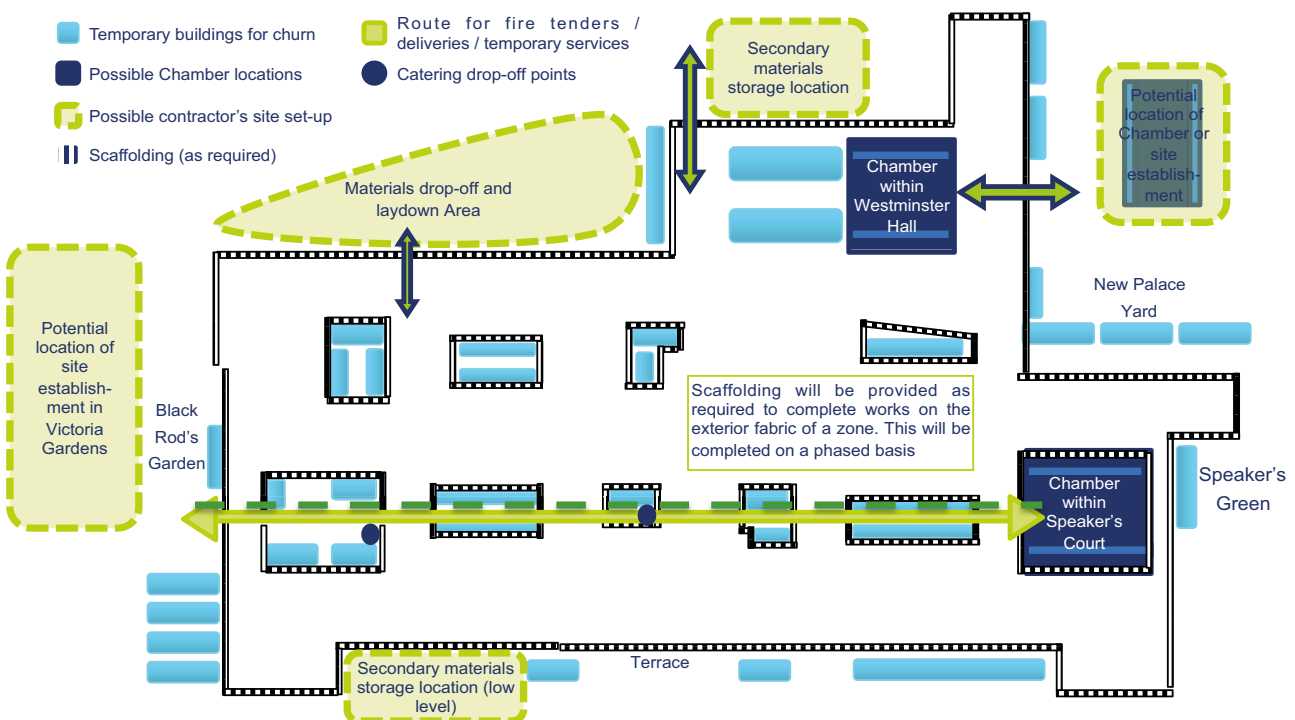 Temporary buildings for churn
Possible Chamber locations
Possible contractor's site set-up
Scaffolding (as required)
Route for fire tenders /
deliveries / temporary services
Catering drop-off points
Secondary
materials
storage location
Potential
location of
Chamber or
site
establish-
ment
Chamber
within
Westminster
Hall
Materials drop-off and
laydown Area
New Palace
Yard
Potential
location of
site
establish-
ment in
Victoria
Gardens
Black
Rod's
Garden
Scaffolding will be provided as
required to complete works on the
exterior fabric of a zone. This will be
completed on a phased basis
Chamber
within
Speaker's
Court
Speaker's
Green
Terrace
Secondary materials
storage location (low
level)